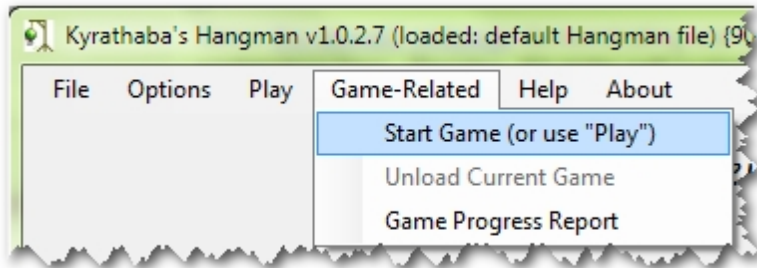 Kyrathaba's Hangman v1.0.2.7 (loaded: default Hangman file) {90
File Options Play Game-Related Help About
Start Game (or use "Play")
Unload Current Game
Game Progress Report